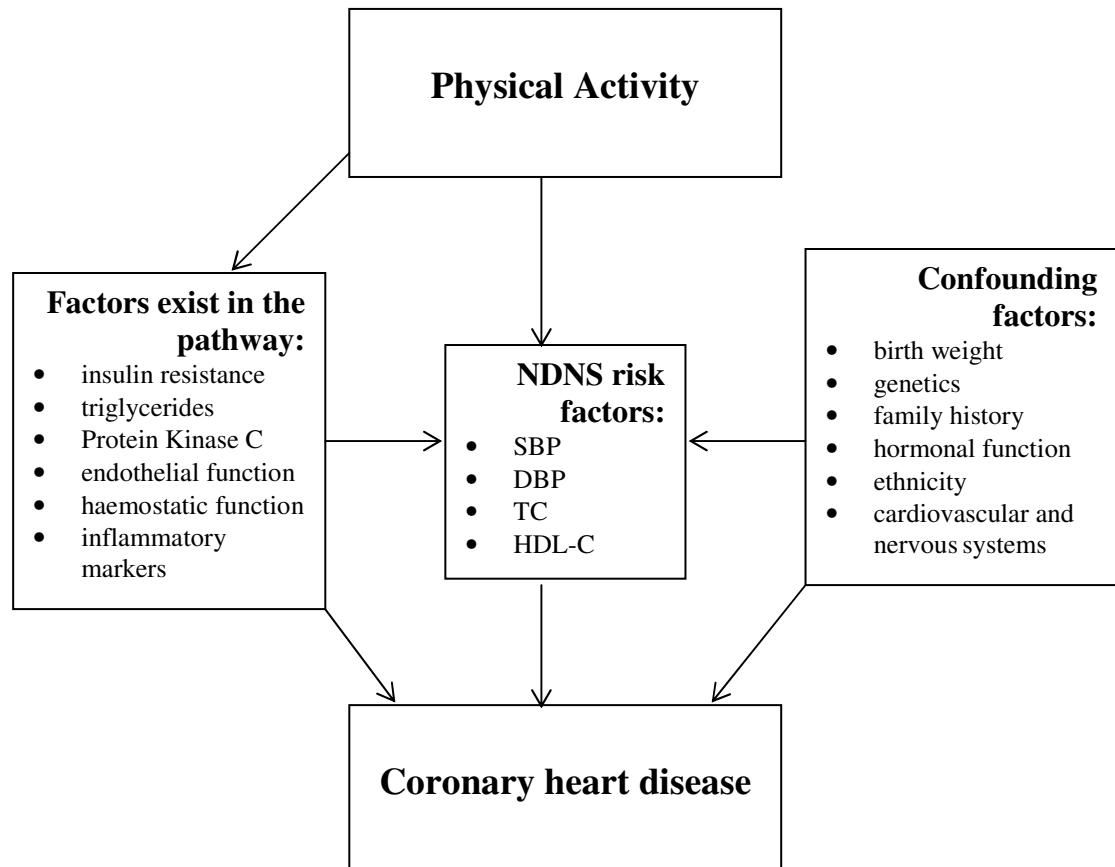 Physical Activity
Factors exist in the
pathway:
• insulin resistance
• triglycerides
• Protein Kinase C
• endothelial function
• haemostatic function
• inflammatory
markers
NDNS risk
factors:
• SBP
• DBP
• TC
• HDL-C
Confounding
factors:
• birth weight
• genetics
• family history
• hormonal function
• ethnicity
• cardiovascular and
nervous systems
Coronary heart disease